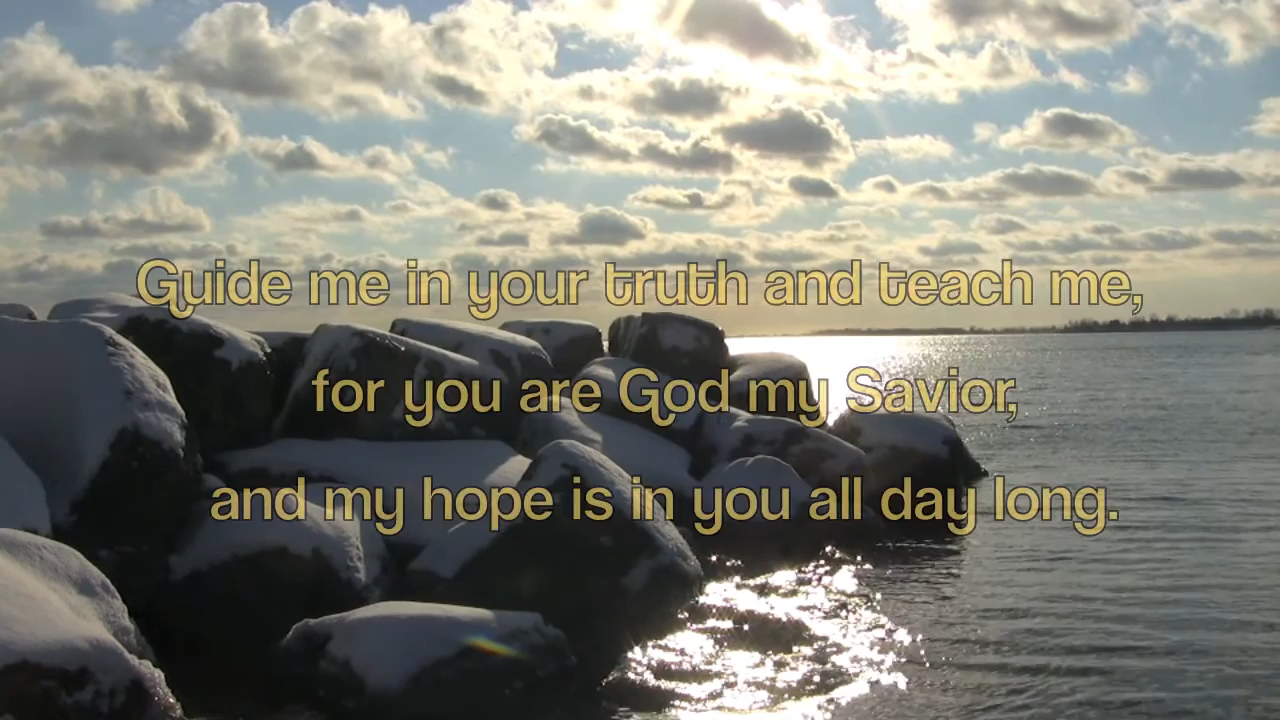 Guide me in your truth and teach me,
for you are God my Savior,
and my hope is in you all day long.